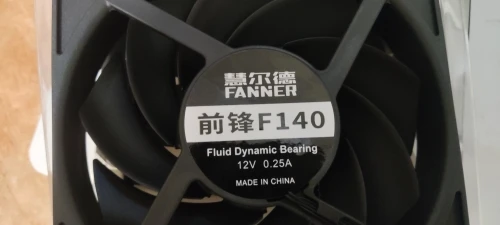 慧尔德
FANNER
前锋F140
Fluid Dynamic Bearing
12V 0.25A
MADE IN CHINA